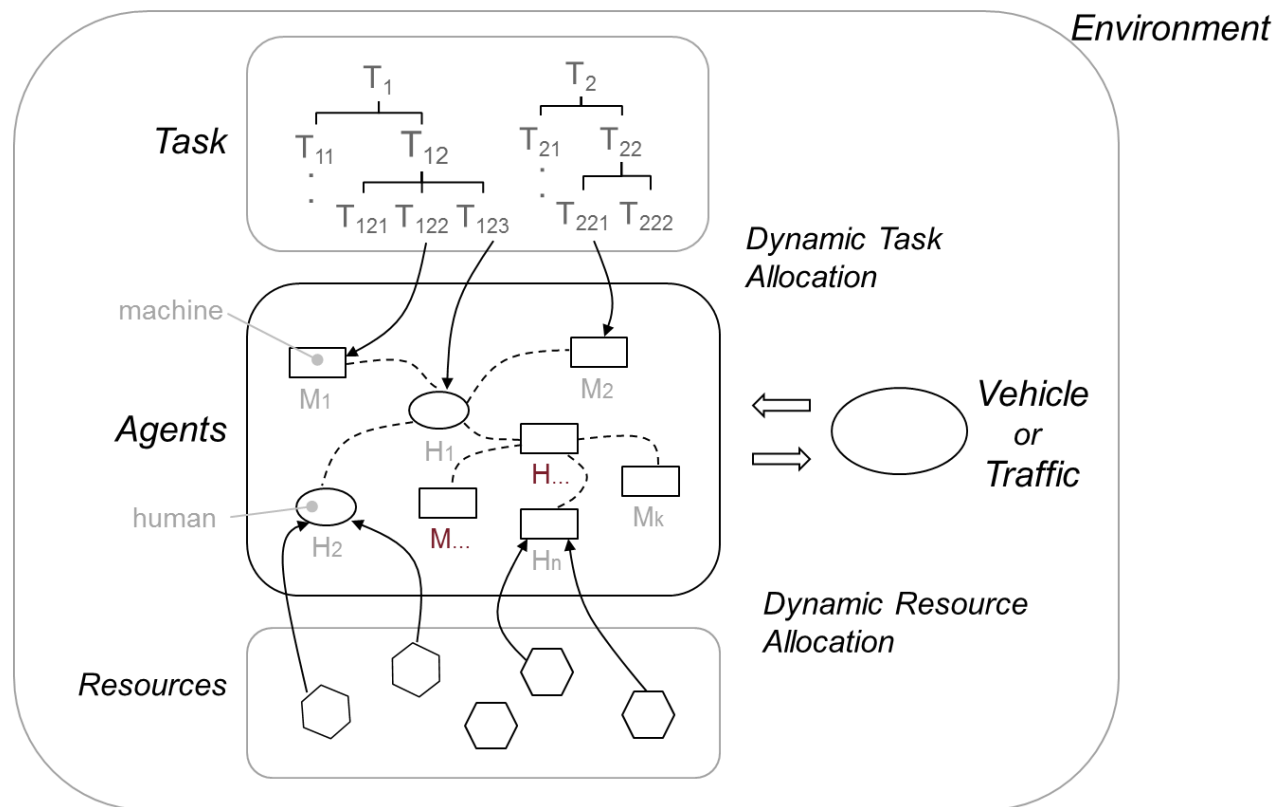 Environment
Task
T1
T2
T11
T12
T21
T22
T121
T122
T123
T221
T222
Dynamic Task
Allocation
machine
M1
M2
Agents
H1
H...
Mk
human
H2
M...
Hn
Vehicle
or
Traffic
Dynamic Resource
Allocation
Resources